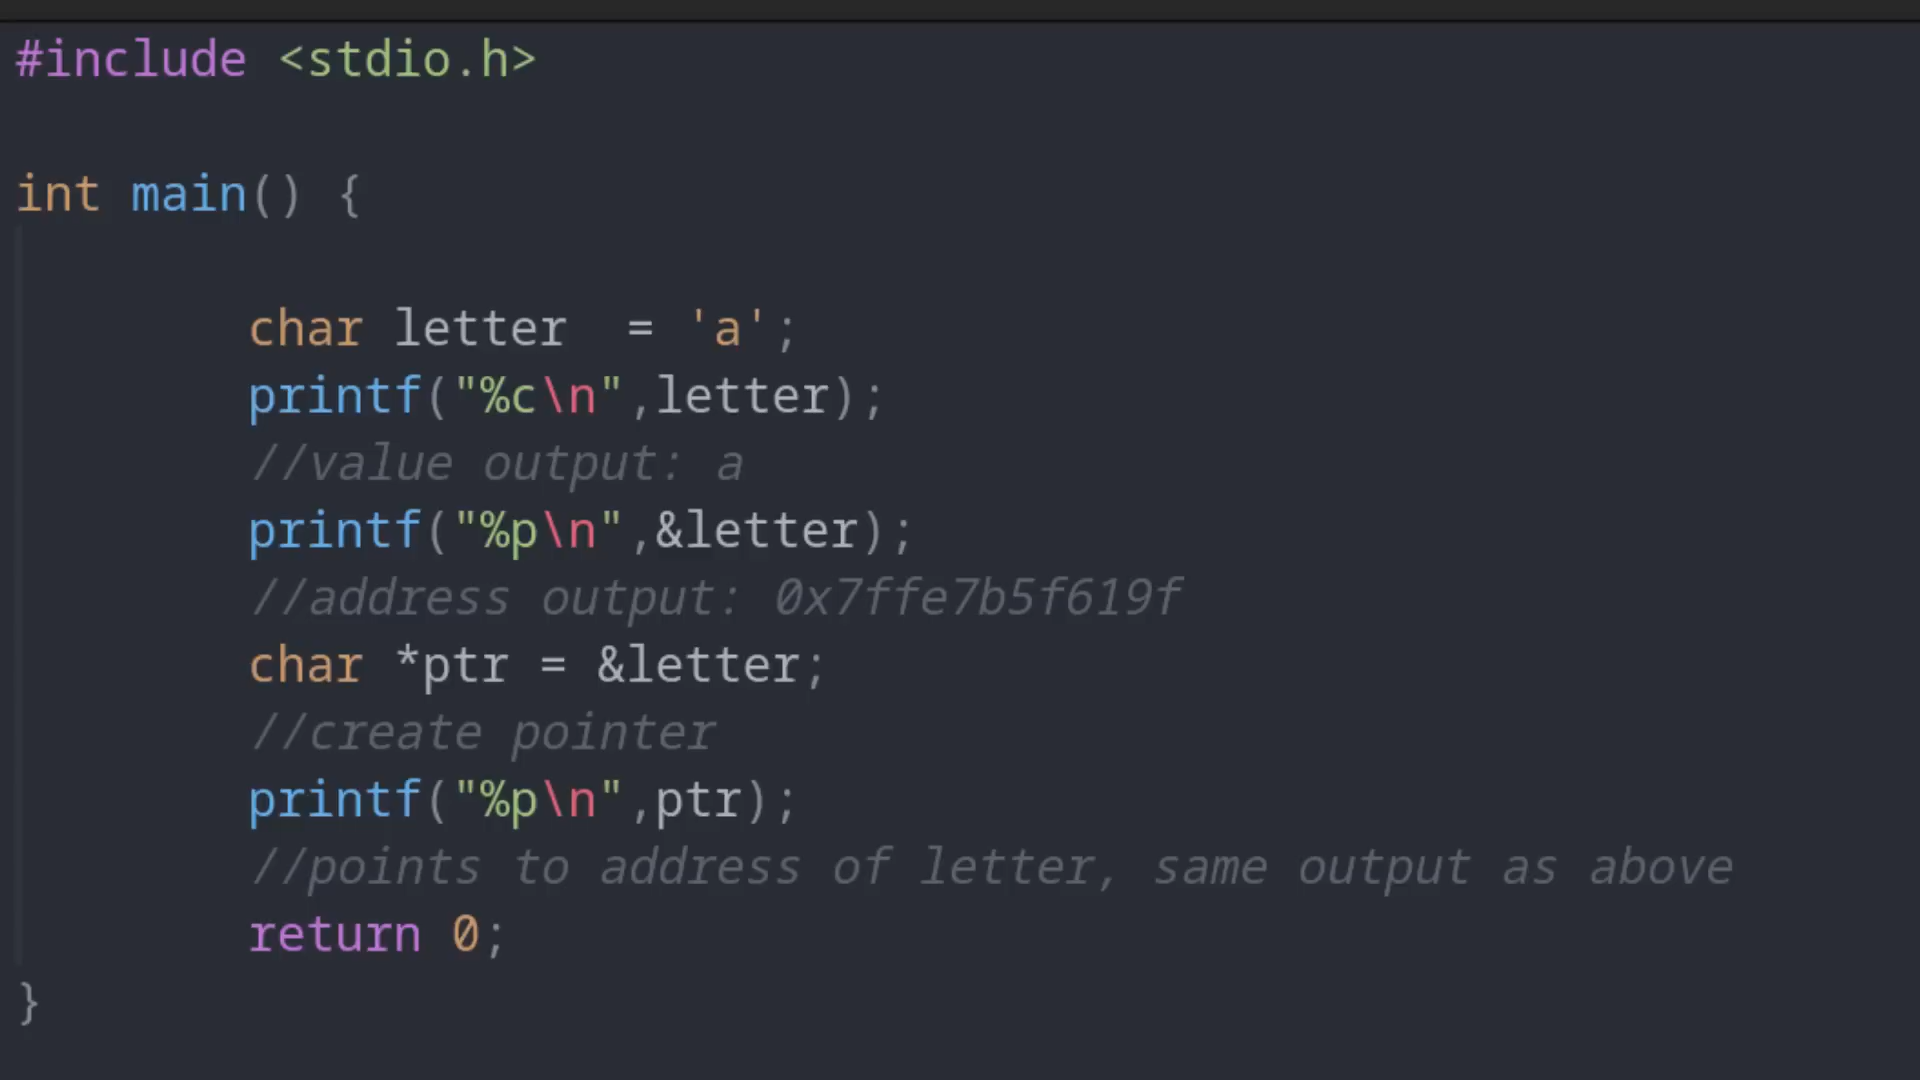 #include <stdio.h>
int main() {
char letter  = 'a';
printf("%c\n",letter);
//value output: a
printf("%p\n",&letter);
//address output: 0x7ffe7b5f619f
char *ptr = &letter;
//create pointer
printf("%p\n",ptr);
//points to address of letter, same output as above
return 0;
}